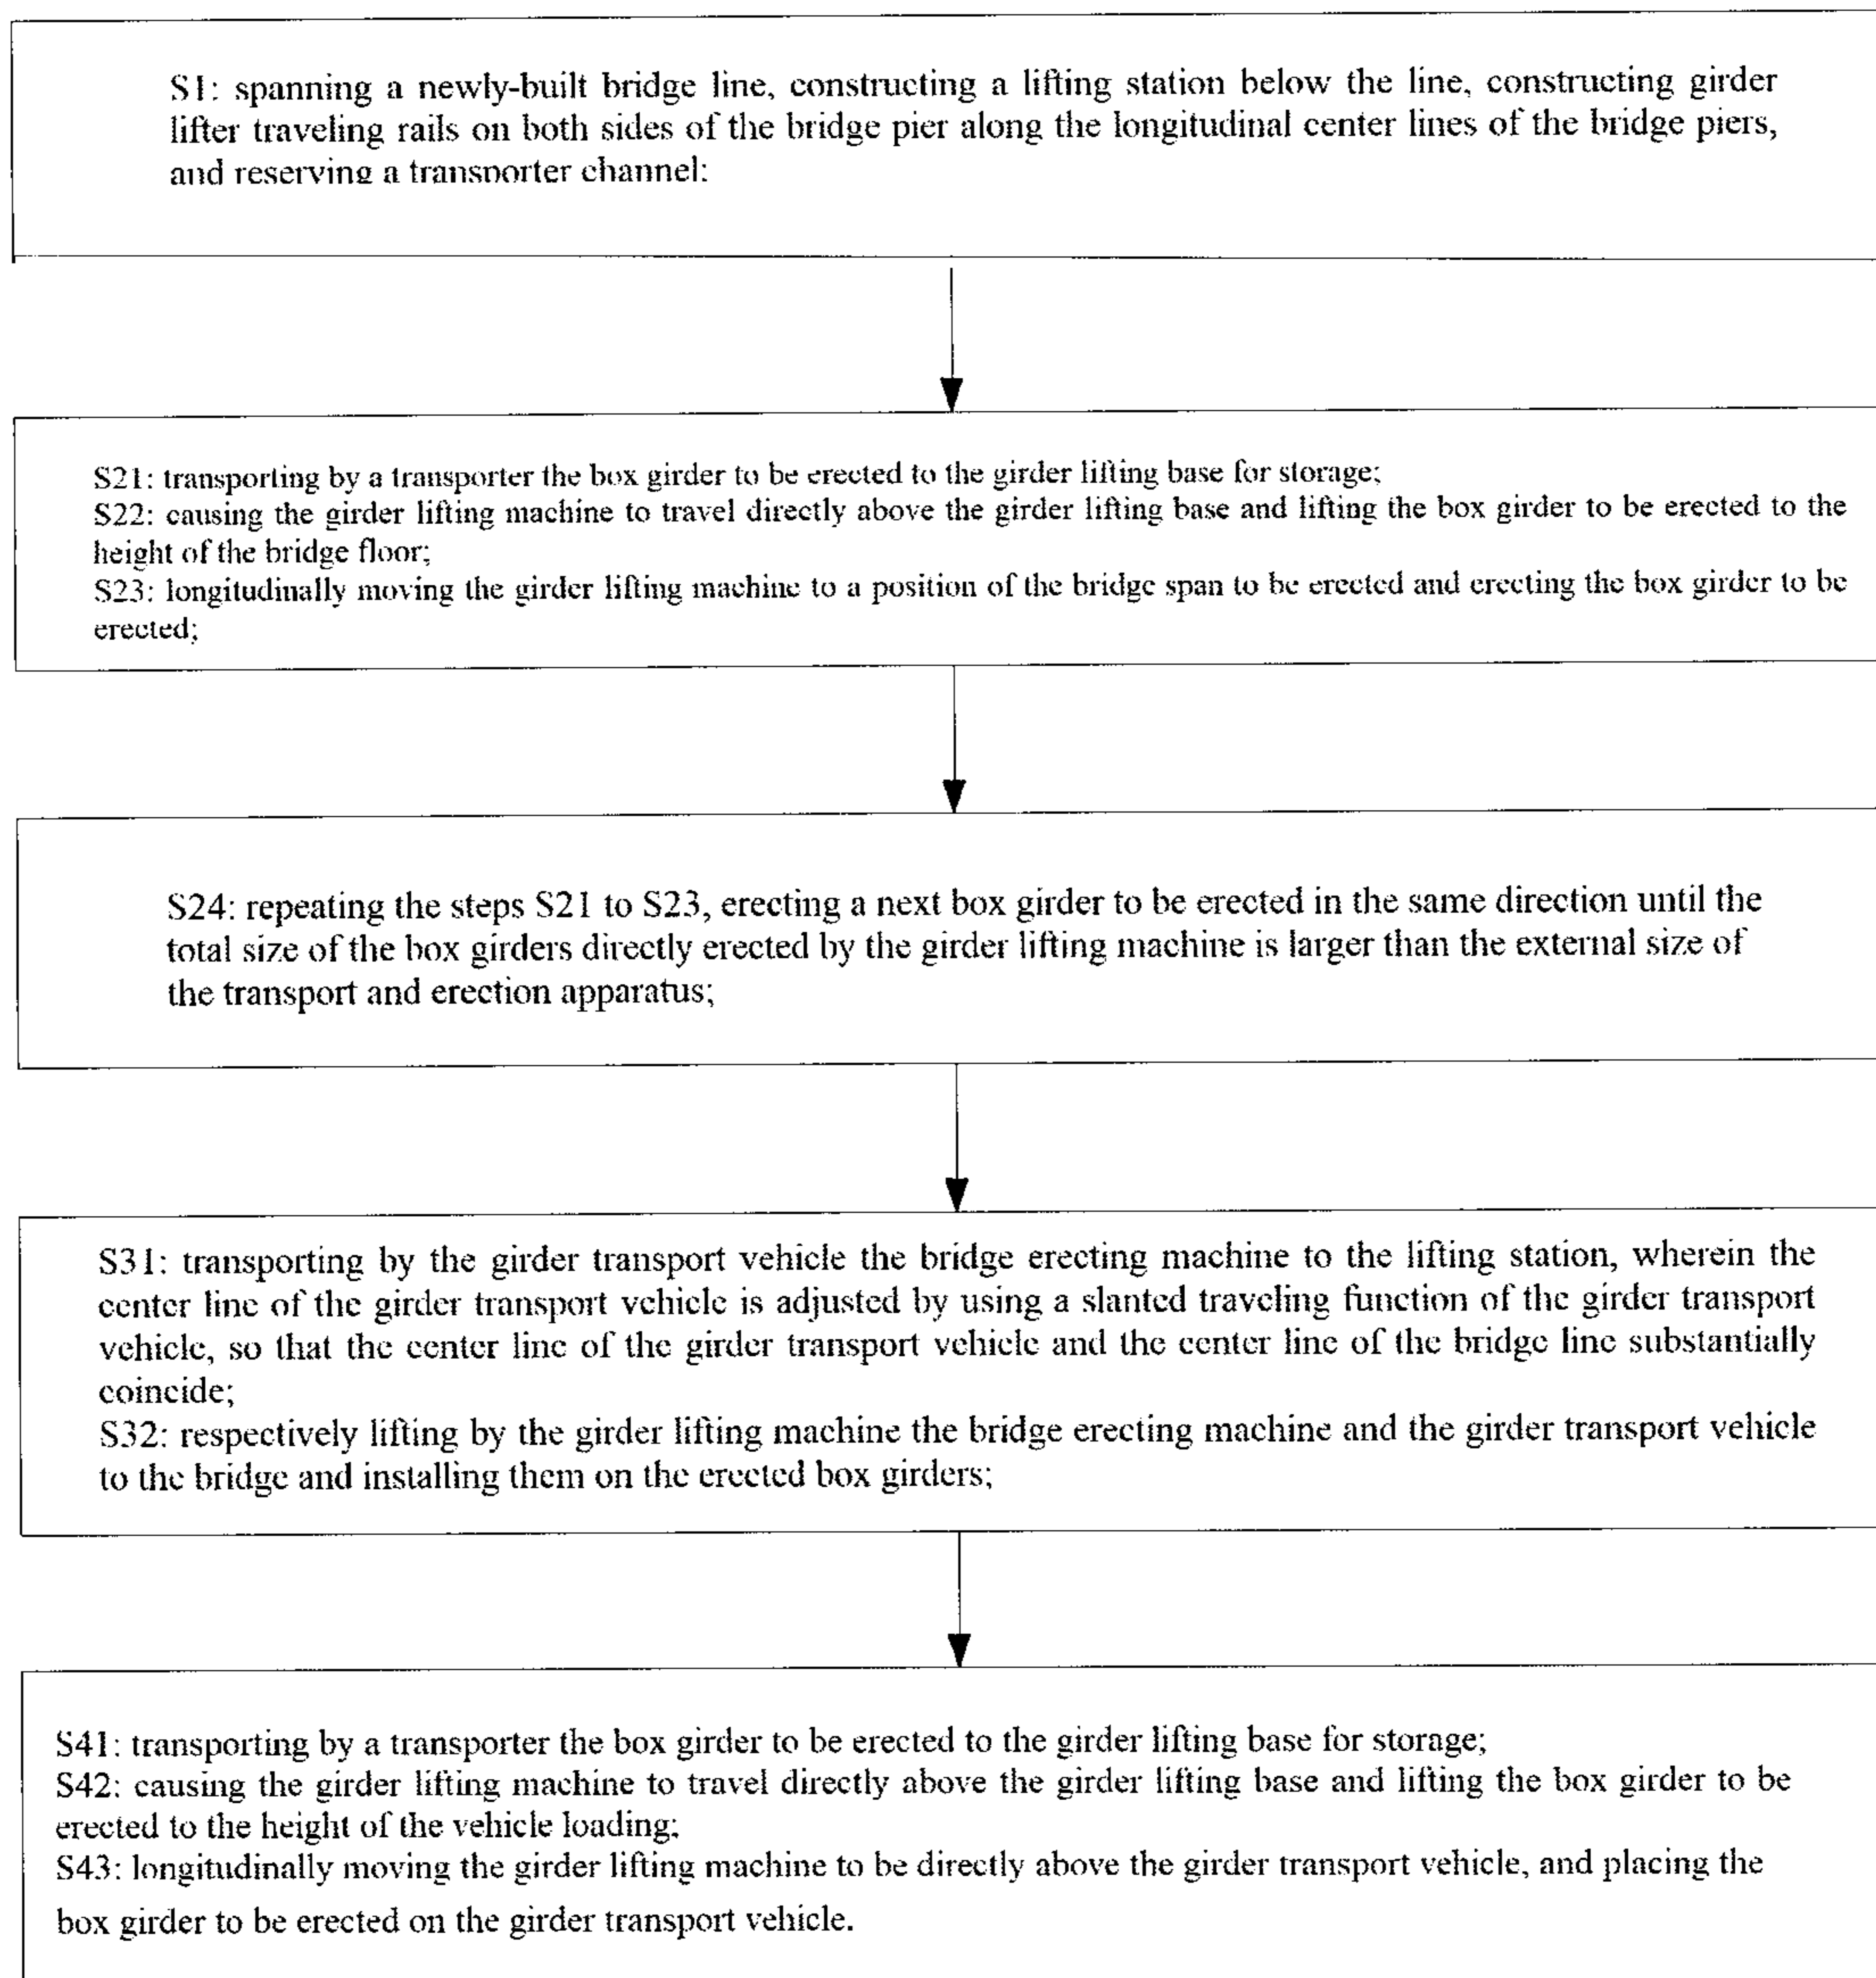 S1: spanning a newly-built bridge line, constructing a lifting station below the line, constructing girder
lifter traveling rails on both sides of the bridge pier along the longitudinal center lines of the bridge piers,
and reserving a transporter channel:
S21: transporting by a transporter the box girder to be erected to the girder lifting base for storage;
S22: causing the girder lifting machine to travel directly above the girder lifting base and lifting the box girder to be erected to the
height of the bridge floor;
S23: longitudinally moving the girder lifting machine to a position of the bridge span to be erected and erecting the box girder to be
erected;
S24: repeating the steps S21 to S23, erecting a next box girder to be erected in the same direction until the
total size of the box girders directly erected by the girder lifting machine is larger than the external size of
the transport and erection apparatus;
S31: transporting by the girder transport vehicle the bridge erecting machine to the lifting station, wherein the
center line of the girder transport vehicle is adjusted by using a slanted traveling function of the girder transport
vehicle, so that the center line of the girder transport vehicle and the center line of the bridge line substantially
coincide;
S32: respectively lifting by the girder lifting machine the bridge erecting machine and the girder transport vehicle
to the bridge and installing them on the erected box girders;
S41: transporting by a transporter the box girder to be erected to the girder lifting base for storage;
S42: causing the girder lifting machine to travel directly above the girder lifting base and lifting the box girder to be
erected to the height of the vehicle loading;
S43: longitudinally moving the girder lifting machine to be directly above the girder transport vehicle, and placing the
box girder to be erected on the girder transport vehicle.